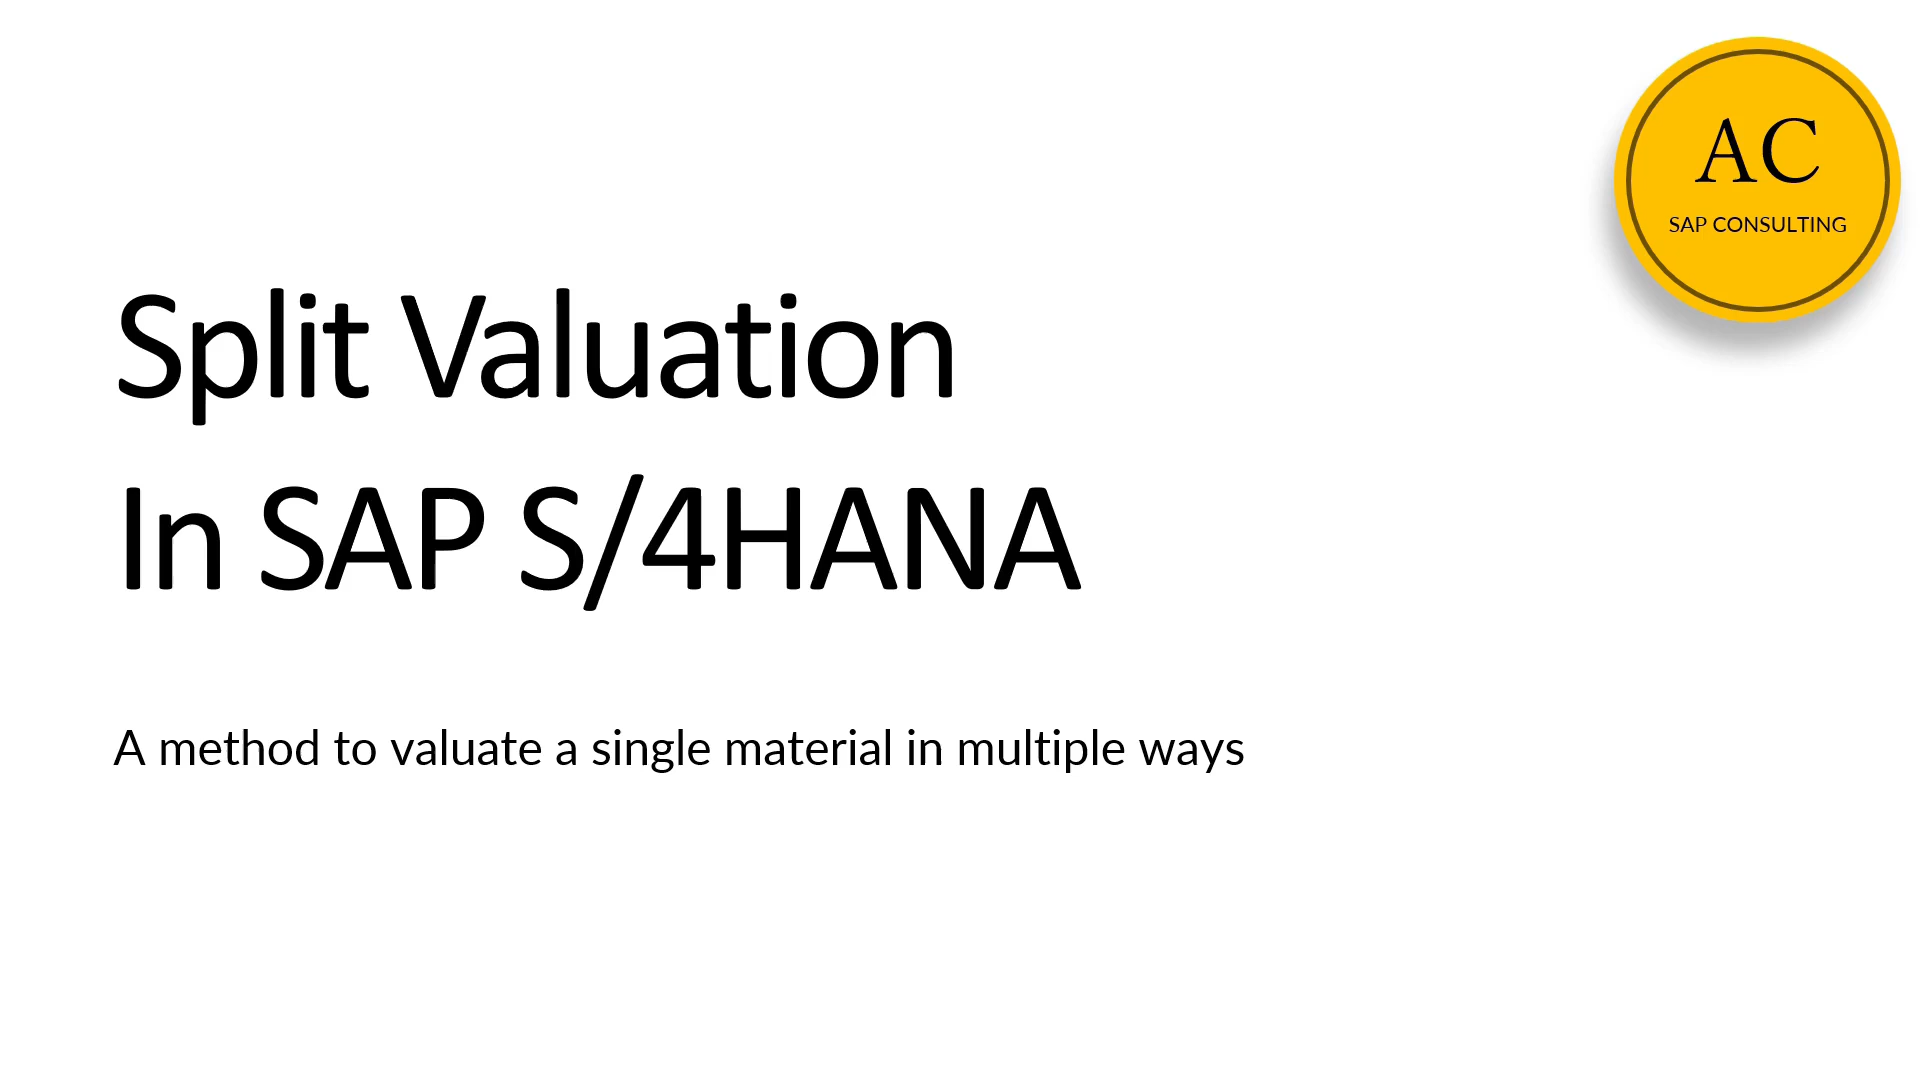 AC
SAP CONSULTING
Split Valuation
In SAP S/4HANA
A method to valuate a single material in multiple ways